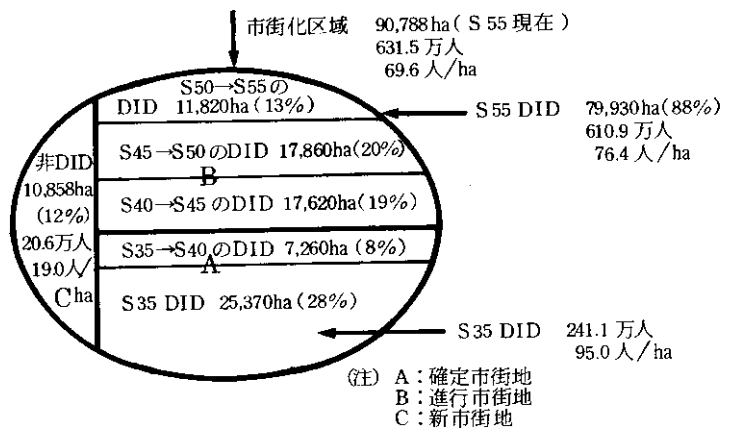 市街化区域 90,788ha(S55現在)
631.5万人
69.6人/ha
S50→S55の
DID 11,820ha(13%)
S55 DID 79,930ha(88%)
610.9万人
76.4人/ha
S45→S50のDID 17,860ha(20%)
B
S40→S45のDID 17,620ha(19%)
非DID
10,858ha
(12%)
20.6万人
19.0人/
ha
C
S35→S40のDID 7,260ha(8%)
A
S35 DID 25,370ha(28%)
S35 DID 241.1万人
95.0人/ha
(注) A:確定市街地
B:進行市街地
C:新市街地